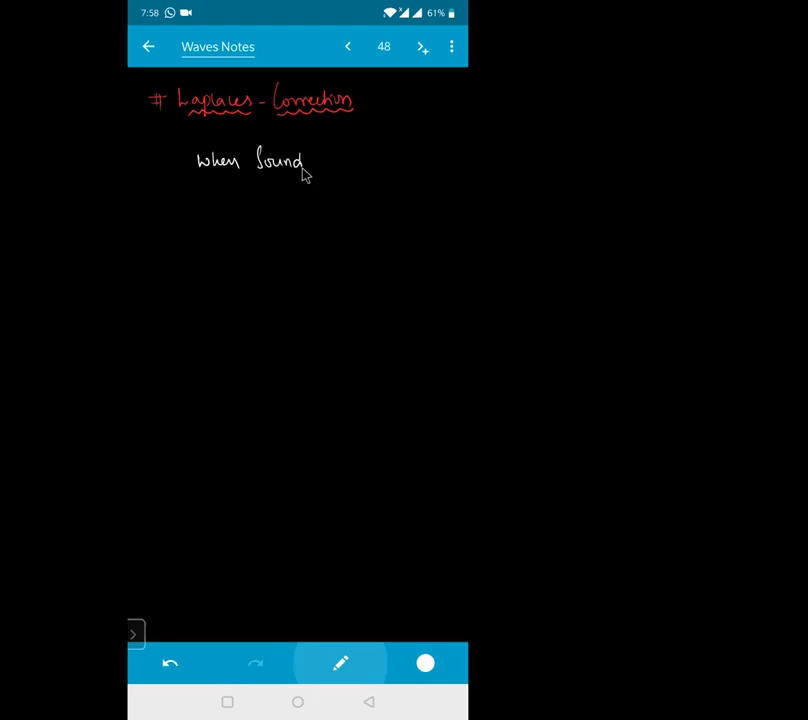 7:58 61%
Waves Notes 48
# Laplaces - Correction
When Sound